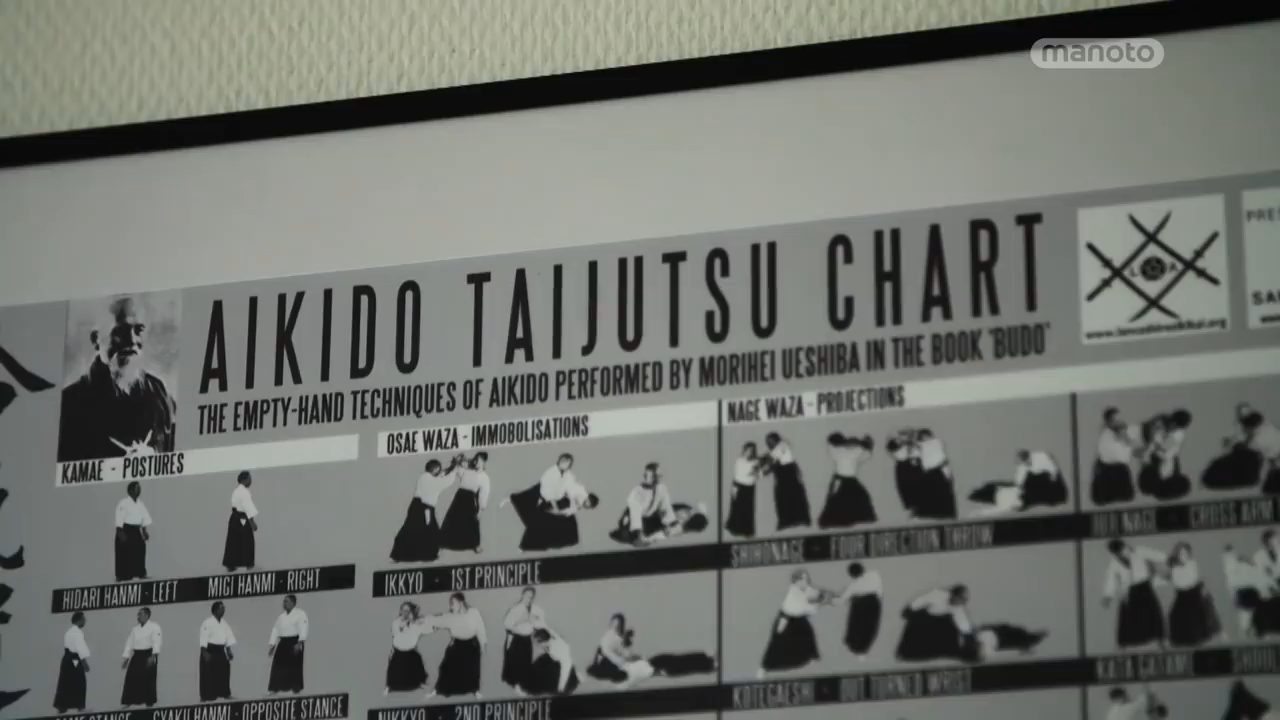 manoto
AIKIDO TAIJUTSU CHART
THE EMPTY-HAND TECHNIQUES OF AIKIDO PERFORMED BY MORIHEI UESHIBA IN THE BOOK 'BUDO'
KAMAE - POSTURES
OSAE WAZA - IMMOBOLISATIONS
NAGE WAZA - PROJECTIONS
HIDARI HANMI - LEFT MIGI HANMI - RIGHT
IKKYO - 1ST PRINCIPLE
SHIHONAGE - FOUR DIRECTION THROW
STANCE - GYAKU HANMI - OPPOSITE STANCE
NIKKYO - 2ND PRINCIPLE
KOTEGAESHI - OUT TURNED WRIST